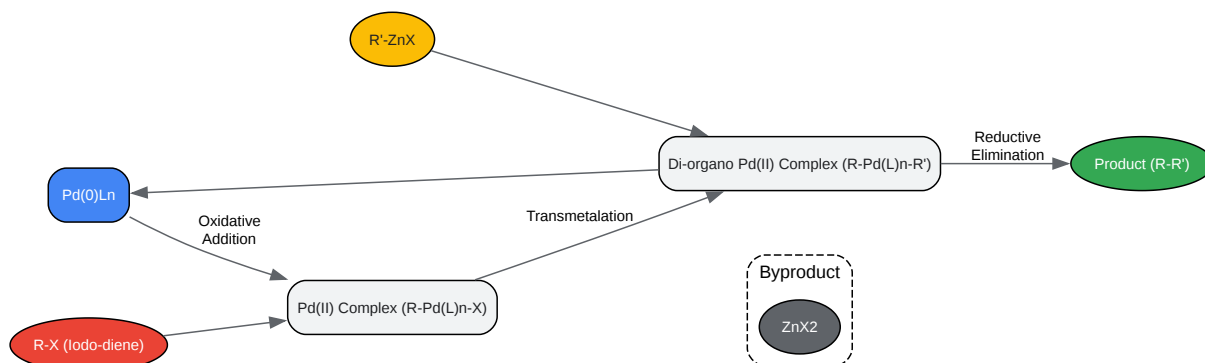 R'-ZnX
Reductive
Elimination
Di-organo Pd(II) Complex (R-Pd(L)n-R')
Product (R-R')
Pd(0)Ln
Oxidative
Addition
Transmetalation
Byproduct
Pd(II) Complex (R-Pd(L)n-X)
ZnX2
R-X (Iodo-diene)